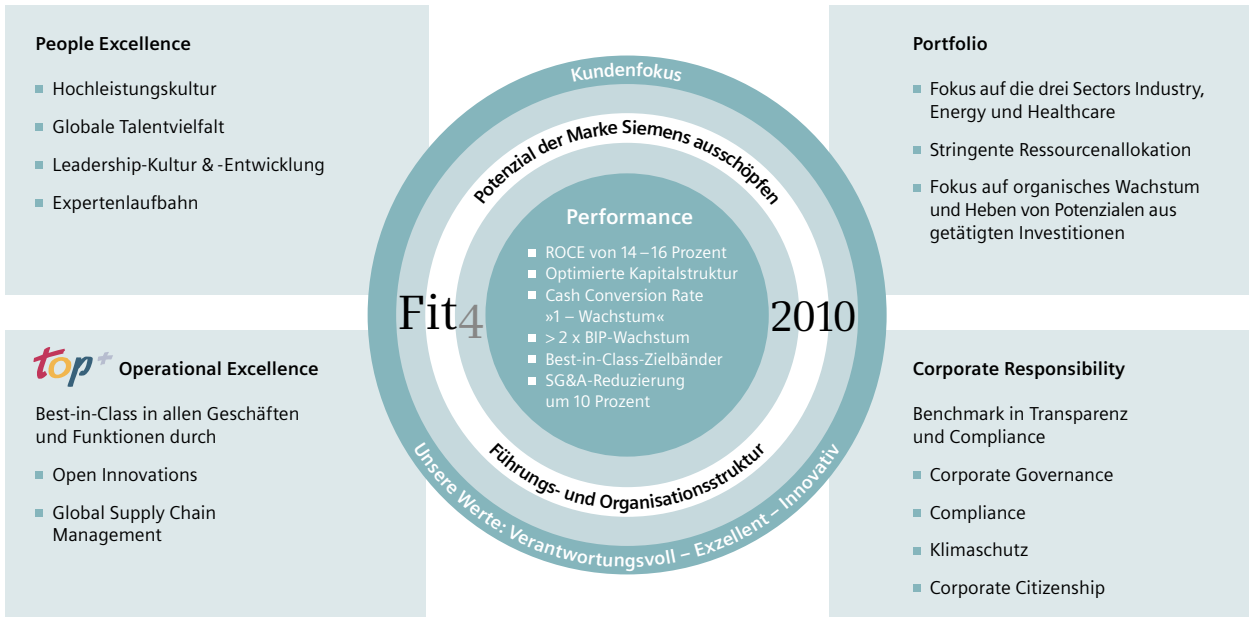 People Excellence
Hochleistungskultur
Globale Talentvielfalt
Leadership-Kultur & -Entwicklung
Expertenlaufbahn
top+ Operational Excellence
Best-in-Class in allen Geschäften
und Funktionen durch
Open Innovations
Global Supply Chain
Management
Kundenfokus
Potenzial der Marke Siemens ausschöpfen
Performance
ROCE von 14 – 16 Prozent
Optimierte Kapitalstruktur
Cash Conversion Rate
»1 – Wachstum«
> 2 x BIP-Wachstum
Best-in-Class-Zielbänder
SG&A-Reduzierung
um 10 Prozent
Fit4 2010
Führungs- und Organisationsstruktur
Unsere Werte: Verantwortungsvoll – Exzellent – Innovativ
Portfolio
Fokus auf die drei Sectors Industry,
Energy und Healthcare
Stringente Ressourcenallokation
Fokus auf organisches Wachstum
und Heben von Potenzialen aus
getätigten Investitionen
Corporate Responsibility
Benchmark in Transparenz
und Compliance
Corporate Governance
Compliance
Klimaschutz
Corporate Citizenship